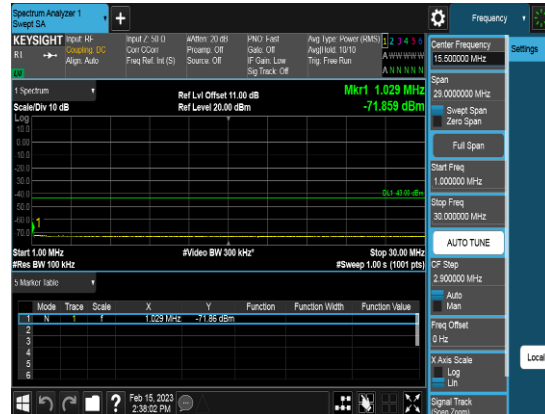 Spectrum Analyzer 1
Swept SA
+
Frequency
KEYSIGHT
R1
LXI
Input: RF
Coupling: DC
Align: Auto
Input Z: 50 Ω
Corr CCorr
Freq Ref: Int (S)
#Atten: 20 dB
Preamp: Off
Source: Off
PNO: Fast
Gate: Off
IF Gain: Low
Sig Track: Off
Avg Type: Power (RMS)
Avg|Hold: 10/10
Trig: Free Run
1 2 3 4 5 6
A W W W W W
A N N N N N
1 Spectrum
Scale/Div 10 dB
Ref Lvl Offset 11.00 dB
Ref Level 20.00 dBm
Mkr1 1.029 MHz
-71.859 dBm
Log
10.0
0.00
-10.0
-20.0
-30.0
-40.0
-50.0
-60.0
-70.0
DL1 -43.00 dBm
1
Start 1.00 MHz
#Res BW 100 kHz
#Video BW 300 kHz*
Stop 30.00 MHz
#Sweep 1.00 s (1001 pts)
5 Marker Table
Mode Trace Scale X Y Function Function Width Function Value
1 N 1 f 1.029 MHz -71.86 dBm
2
3
4
5
6
Feb 15, 2023
2:38:02 PM
Center Frequency
15.500000 MHz
Settings
Span
29.0000000 MHz
Swept Span
Zero Span
Full Span
Start Freq
1.000000 MHz
Stop Freq
30.000000 MHz
AUTO TUNE
CF Step
2.900000 MHz
Auto
Man
Freq Offset
0 Hz
X Axis Scale
Log
Lin
Local
Signal Track
(Span Zoom)